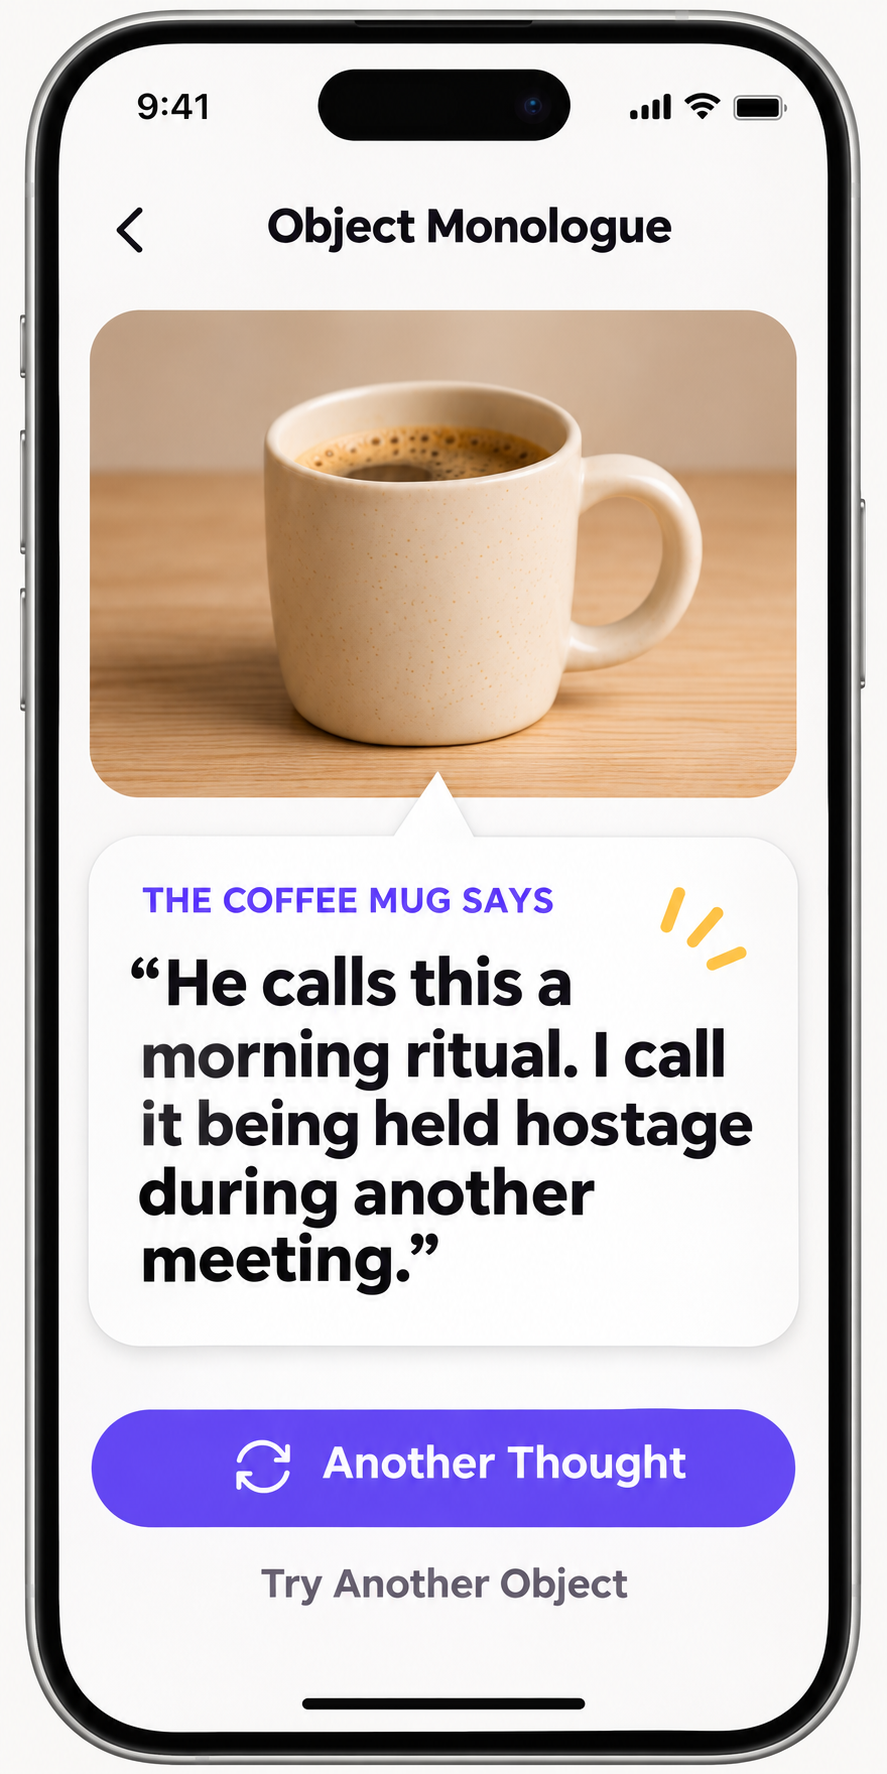 9:41
Object Monologue
THE COFFEE MUG SAYS
“He calls this a
morning ritual. I call
it being held hostage
during another
meeting.”
Another Thought
Try Another Object